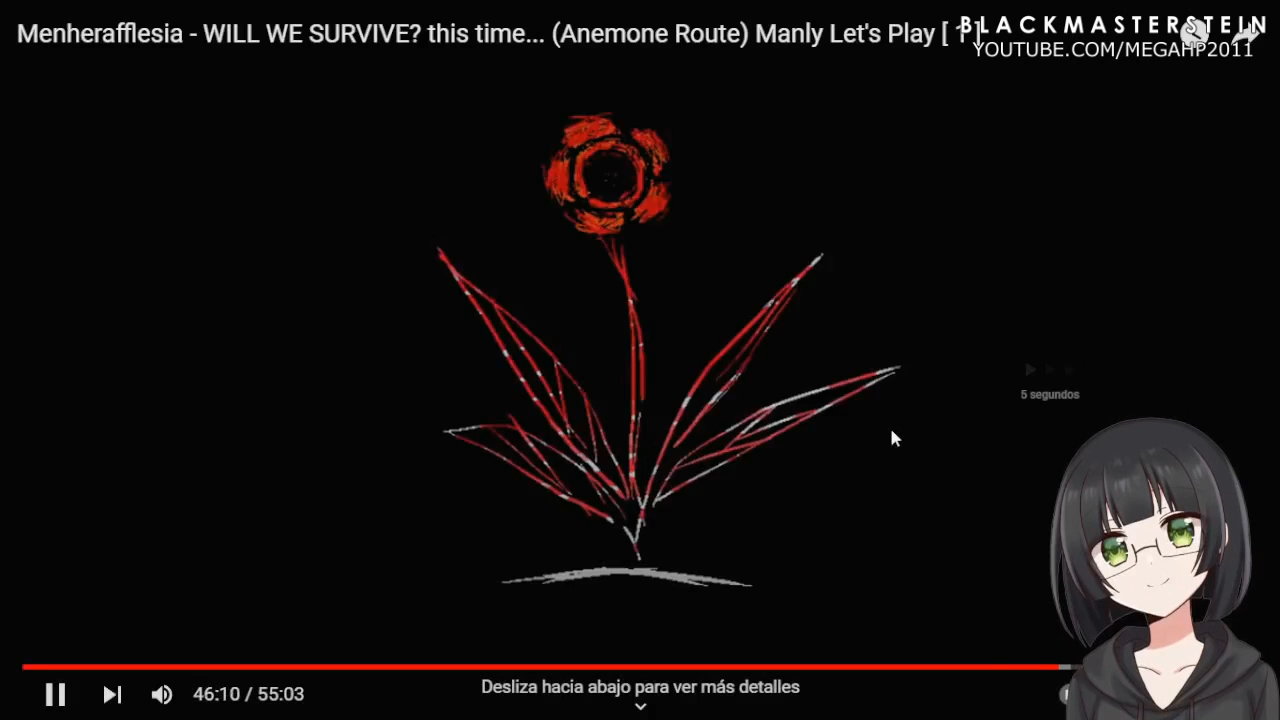 Menherafflesia - WILL WE SURVIVE? this time... (Anemone Route) Manly Let's Play [ 1 ]
BLACKMASTERSTEIN
YOUTUBE.COM/MEGAHP2011
5 segundos
46:10 / 55:03
Desliza hacia abajo para ver más detalles